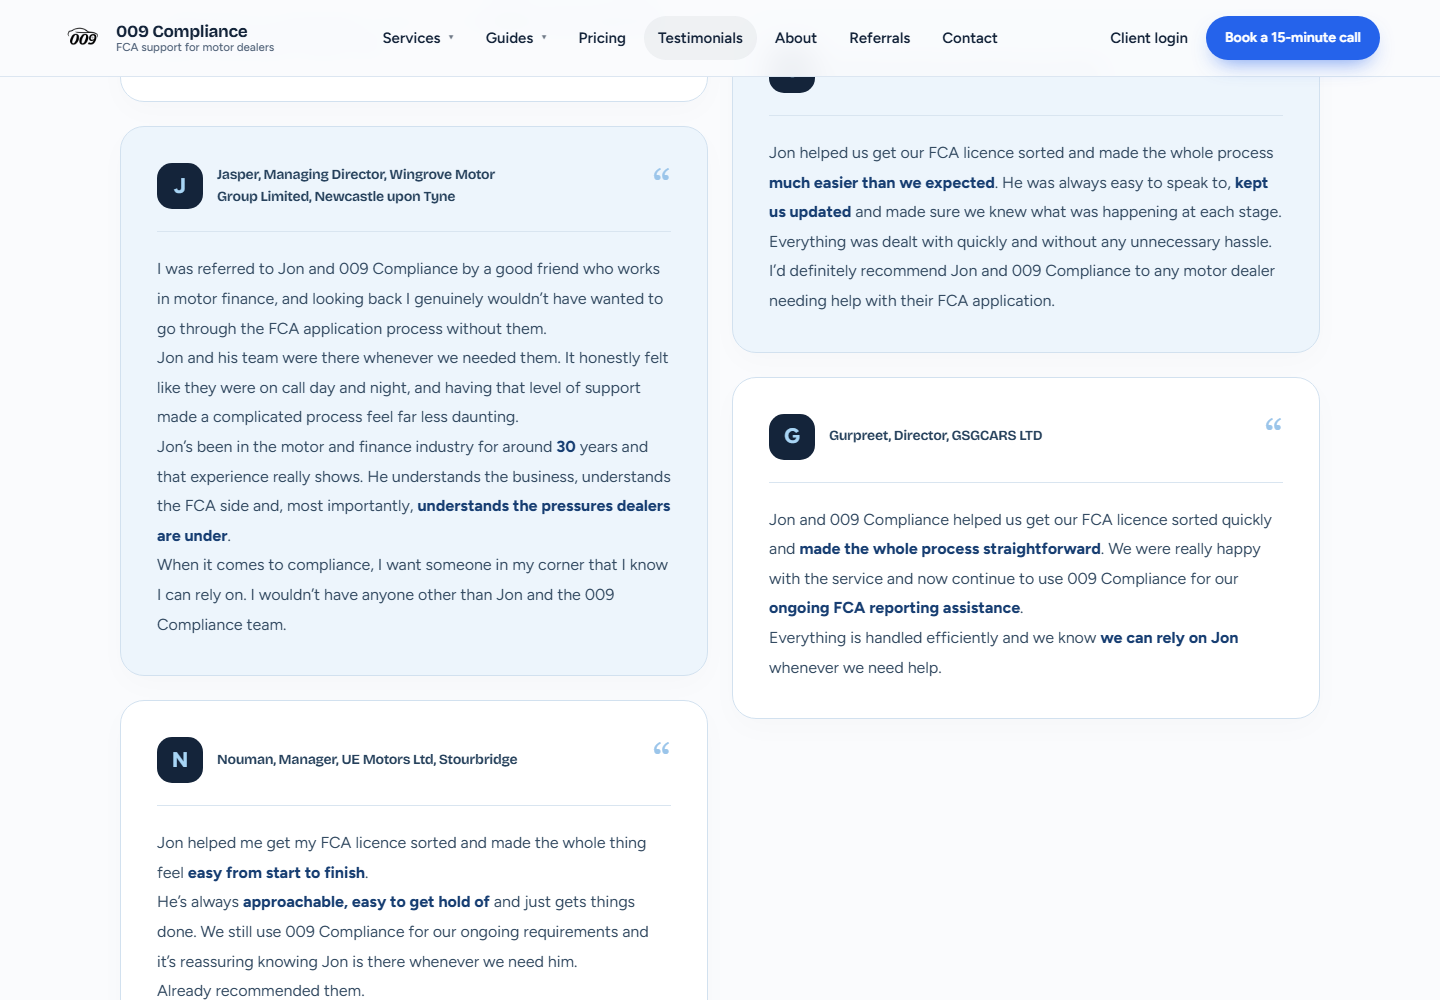 009
009 Compliance
FCA support for motor dealers
Services
Guides
Pricing
Testimonials
About
Referrals
Contact
Client login
Book a 15-minute call
J
Jasper, Managing Director, Wingrove Motor
Group Limited, Newcastle upon Tyne
“
I was referred to Jon and 009 Compliance by a good friend who works
in motor finance, and looking back I genuinely wouldn’t have wanted to
go through the FCA application process without them.
Jon and his team were there whenever we needed them. It honestly felt
like they were on call day and night, and having that level of support
made a complicated process feel far less daunting.
Jon’s been in the motor and finance industry for around 30 years and
that experience really shows. He understands the business, understands
the FCA side and, most importantly, understands the pressures dealers
are under.
When it comes to compliance, I want someone in my corner that I know
I can rely on. I wouldn’t have anyone other than Jon and the 009
Compliance team.
N
Nouman, Manager, UE Motors Ltd, Stourbridge
“
Jon helped me get my FCA licence sorted and made the whole thing
feel easy from start to finish.
He’s always approachable, easy to get hold of and just gets things
done. We still use 009 Compliance for our ongoing requirements and
it’s reassuring knowing Jon is there whenever we need him.
Already recommended them.
Jon helped us get our FCA licence sorted and made the whole process
much easier than we expected. He was always easy to speak to, kept
us updated and made sure we knew what was happening at each stage.
Everything was dealt with quickly and without any unnecessary hassle.
I’d definitely recommend Jon and 009 Compliance to any motor dealer
needing help with their FCA application.
G
Gurpreet, Director, GSGCARS LTD
“
Jon and 009 Compliance helped us get our FCA licence sorted quickly
and made the whole process straightforward. We were really happy
with the service and now continue to use 009 Compliance for our
ongoing FCA reporting assistance.
Everything is handled efficiently and we know we can rely on Jon
whenever we need help.